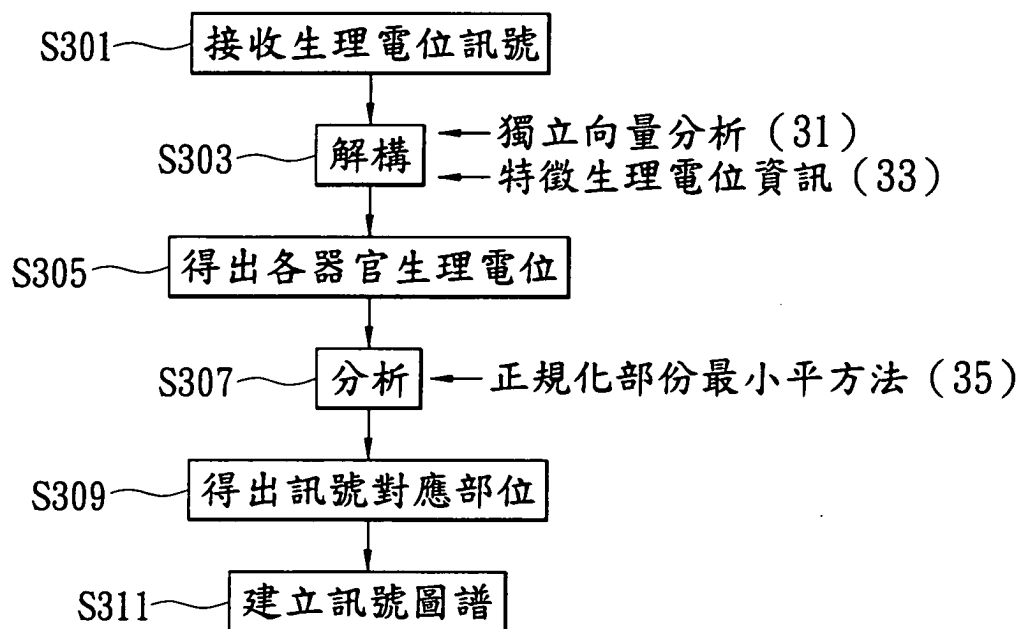 S301 接收生理電位訊號
S303 解構
獨立向量分析（31）
特徵生理電位資訊（33）
S305 得出各器官生理電位
S307 分析 正規化部份最小平方法（35）
S309 得出訊號對應部位
S311 建立訊號圖譜